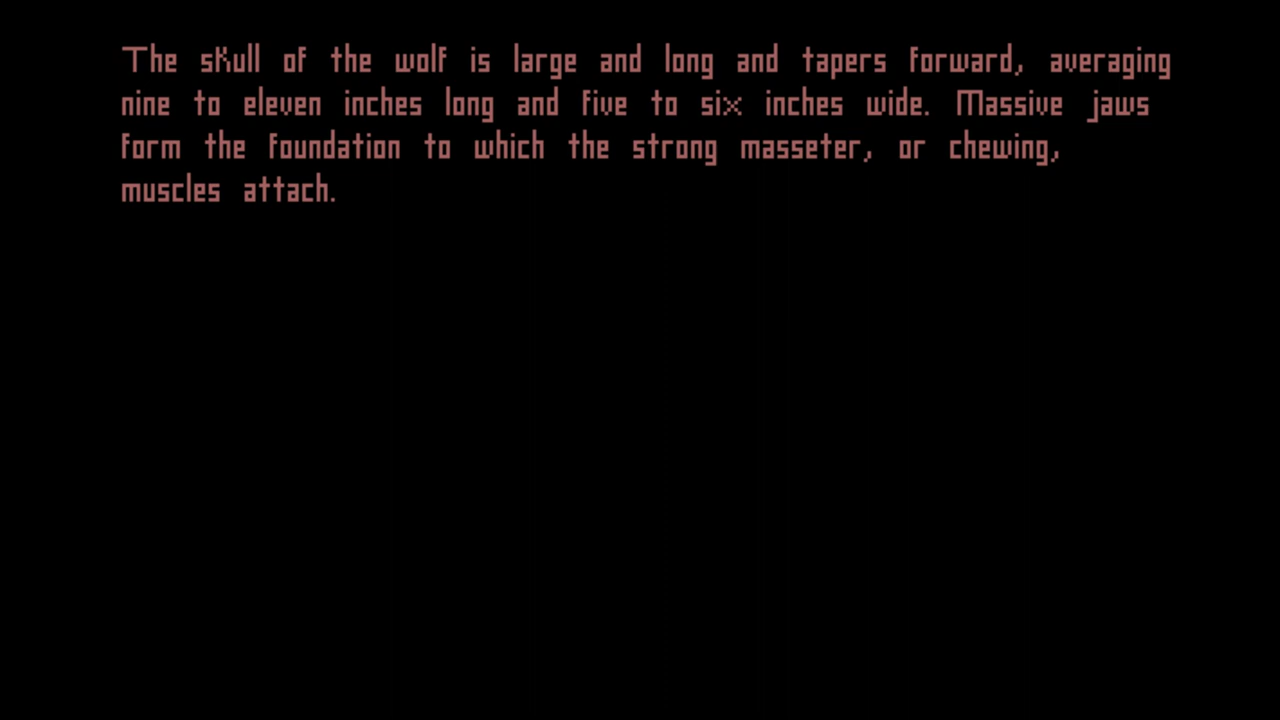 The skull of the wolf is large and long and tapers forward, averaging
nine to eleven inches long and five to six inches wide. Massive jaws
form the foundation to which the strong masseter, or chewing,
muscles attach.